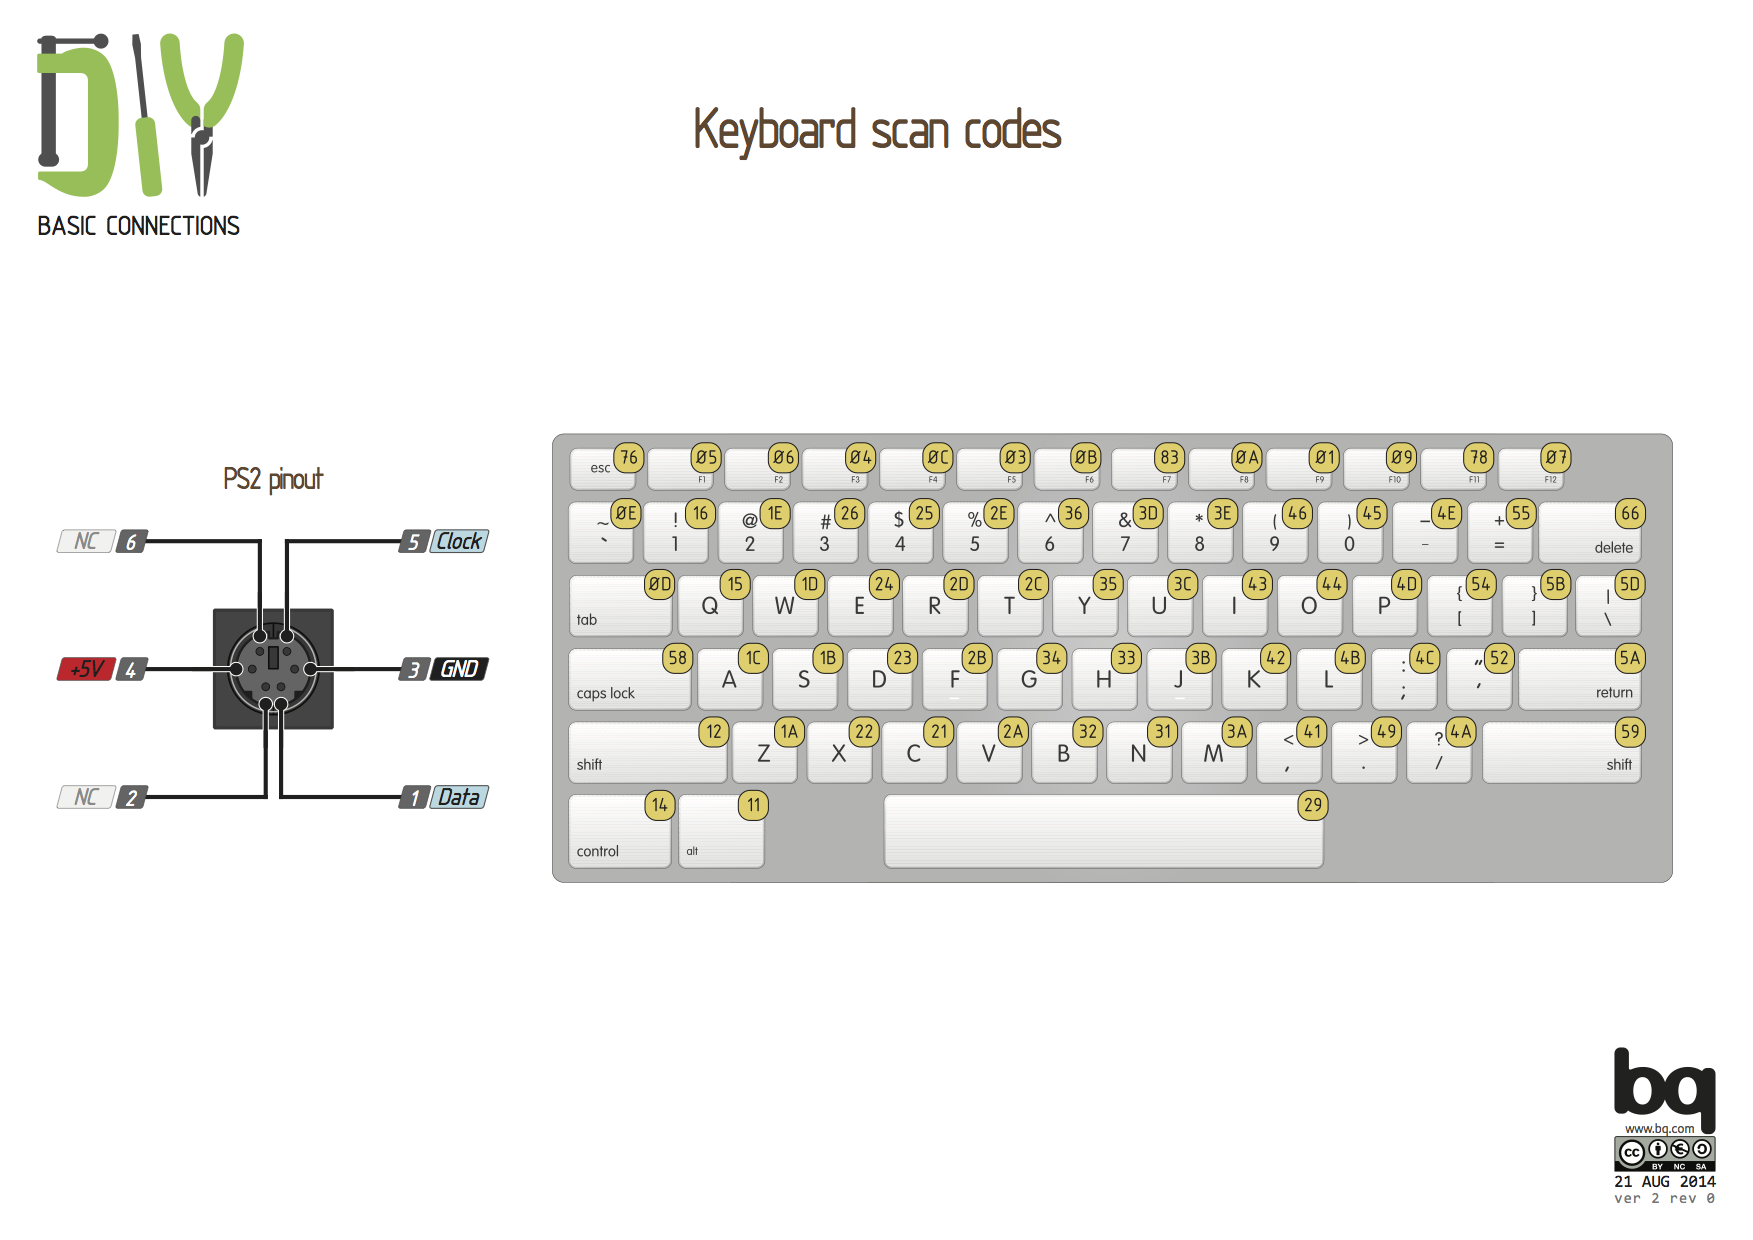 DIY
BASIC CONNECTIONS
Keyboard scan codes
PS2 pinout
NC 6
5 Clock
+5V 4
3 GND
NC 2
1 Data
esc 76
F1 Ø5
F2 Ø6
F3 Ø4
F4 ØC
F5 Ø3
F6 ØB
F7 83
F8 ØA
F9 Ø1
F10 Ø9
F11 78
F12 Ø7
~ ` ØE
! 1 16
@ 2 1E
# 3 26
$ 4 25
% 5 2E
^ 6 36
& 7 3D
* 8 3E
( 9 46
) 0 45
– - 4E
+ = 55
delete 66
tab ØD
Q 15
W 1D
E 24
R 2D
T 2C
Y 35
U 3C
I 43
O 44
P 4D
{ [ 54
} ] 5B
| \ 5D
caps lock 58
A 1C
S 1B
D 23
F 2B
G 34
H 33
J 3B
K 42
L 4B
: ; 4C
" ' 52
return 5A
shift 12
Z 1A
X 22
C 21
V 2A
B 32
N 31
M 3A
< , 41
> . 49
? / 4A
shift 59
control 14
alt 11
29
bq
www.bq.com
cc BY NC SA
21 AUG 2014
ver 2 rev 0